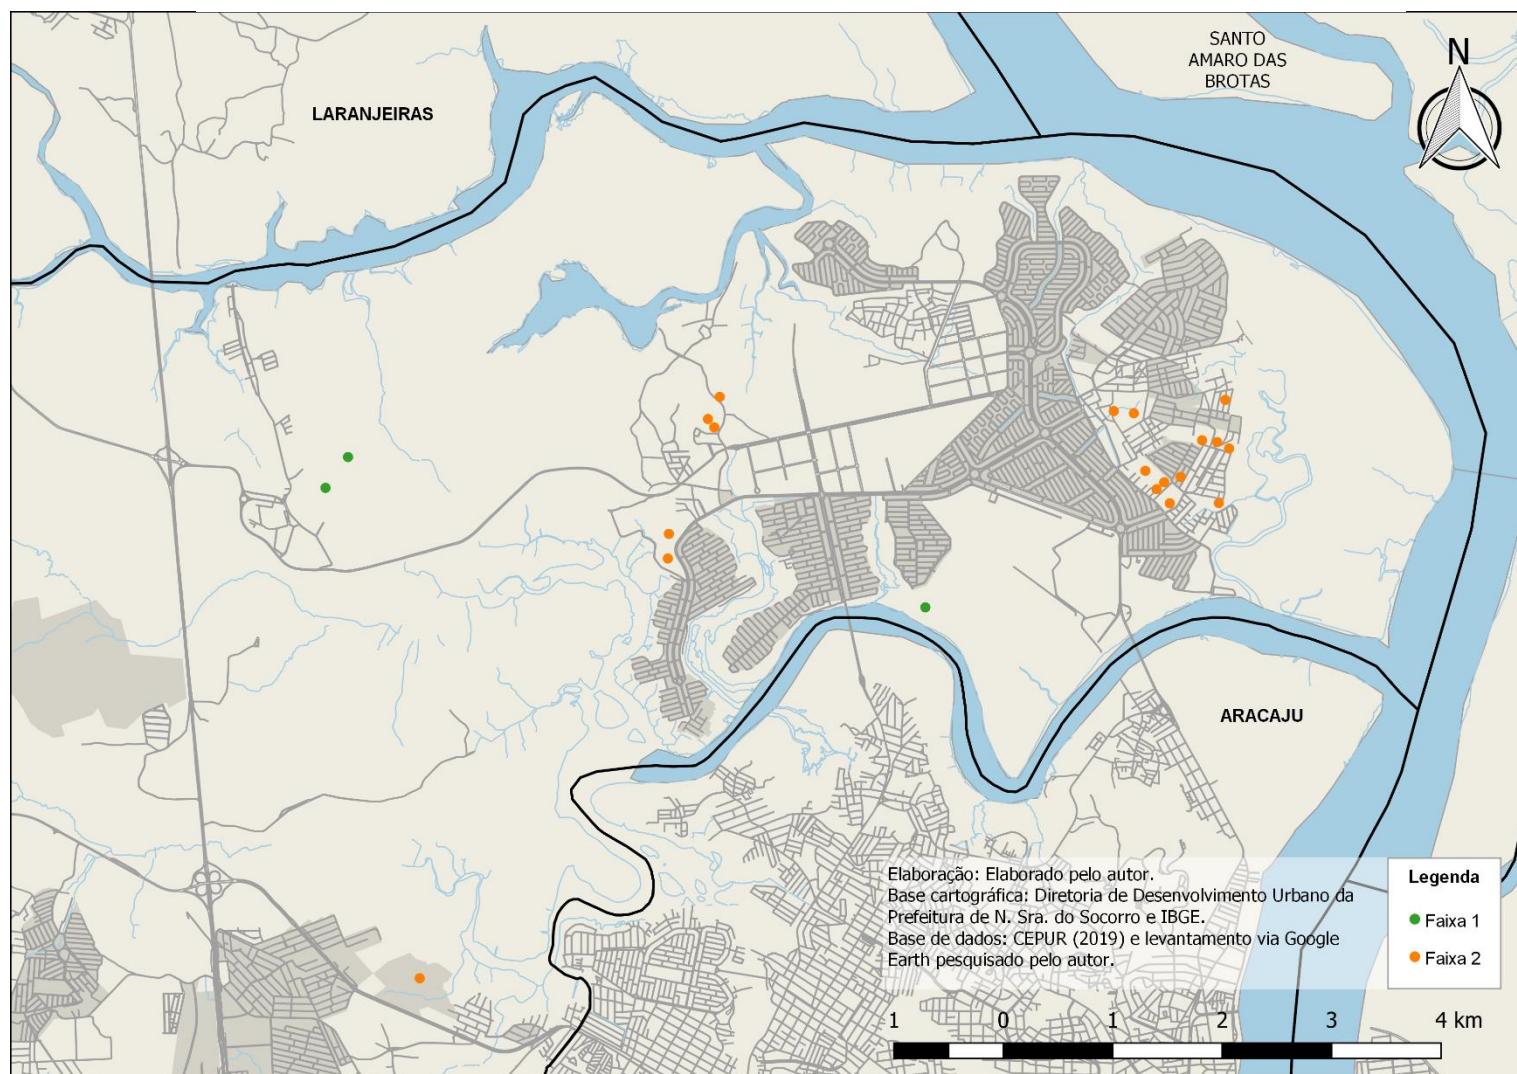 SANTO
AMARO DAS
BROTAS
N
LARANJEIRAS
ARACAJU
Elaboração: Elaborado pelo autor.
Base cartográfica: Diretoria de Desenvolvimento Urbano da
Prefeitura de N. Sra. do Socorro e IBGE.
Base de dados: CEPUR (2019) e levantamento via Google
Earth pesquisado pelo autor.
Legenda
Faixa 1
Faixa 2
1 0 1 2 3 4 km